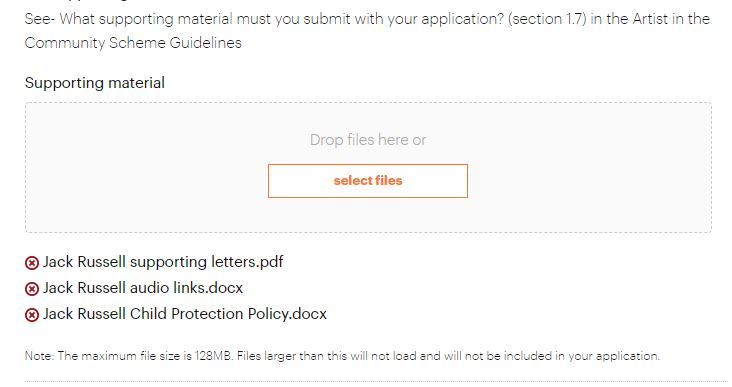 See- What supporting material must you submit with your application? (section 1.7) in the Artist in the
Community Scheme Guidelines
Supporting material
Drop files here or
select files
Jack Russell supporting letters.pdf
Jack Russell audio links.docx
Jack Russell Child Protection Policy.docx
Note: The maximum file size is 128MB. Files larger than this will not load and will not be included in your application.